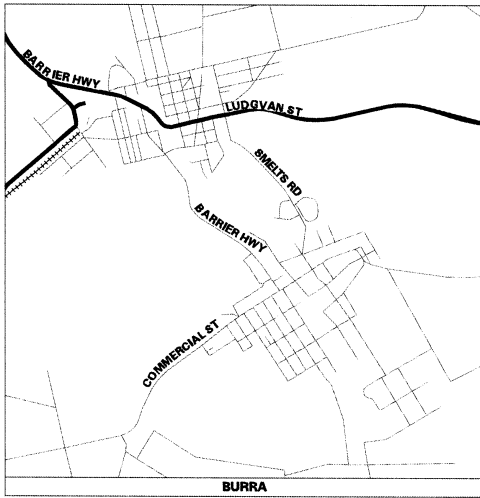 BARRIER HWY
LUDGVAN ST
SMELTS RD
BARRIER HWY
COMMERCIAL ST
BURRA